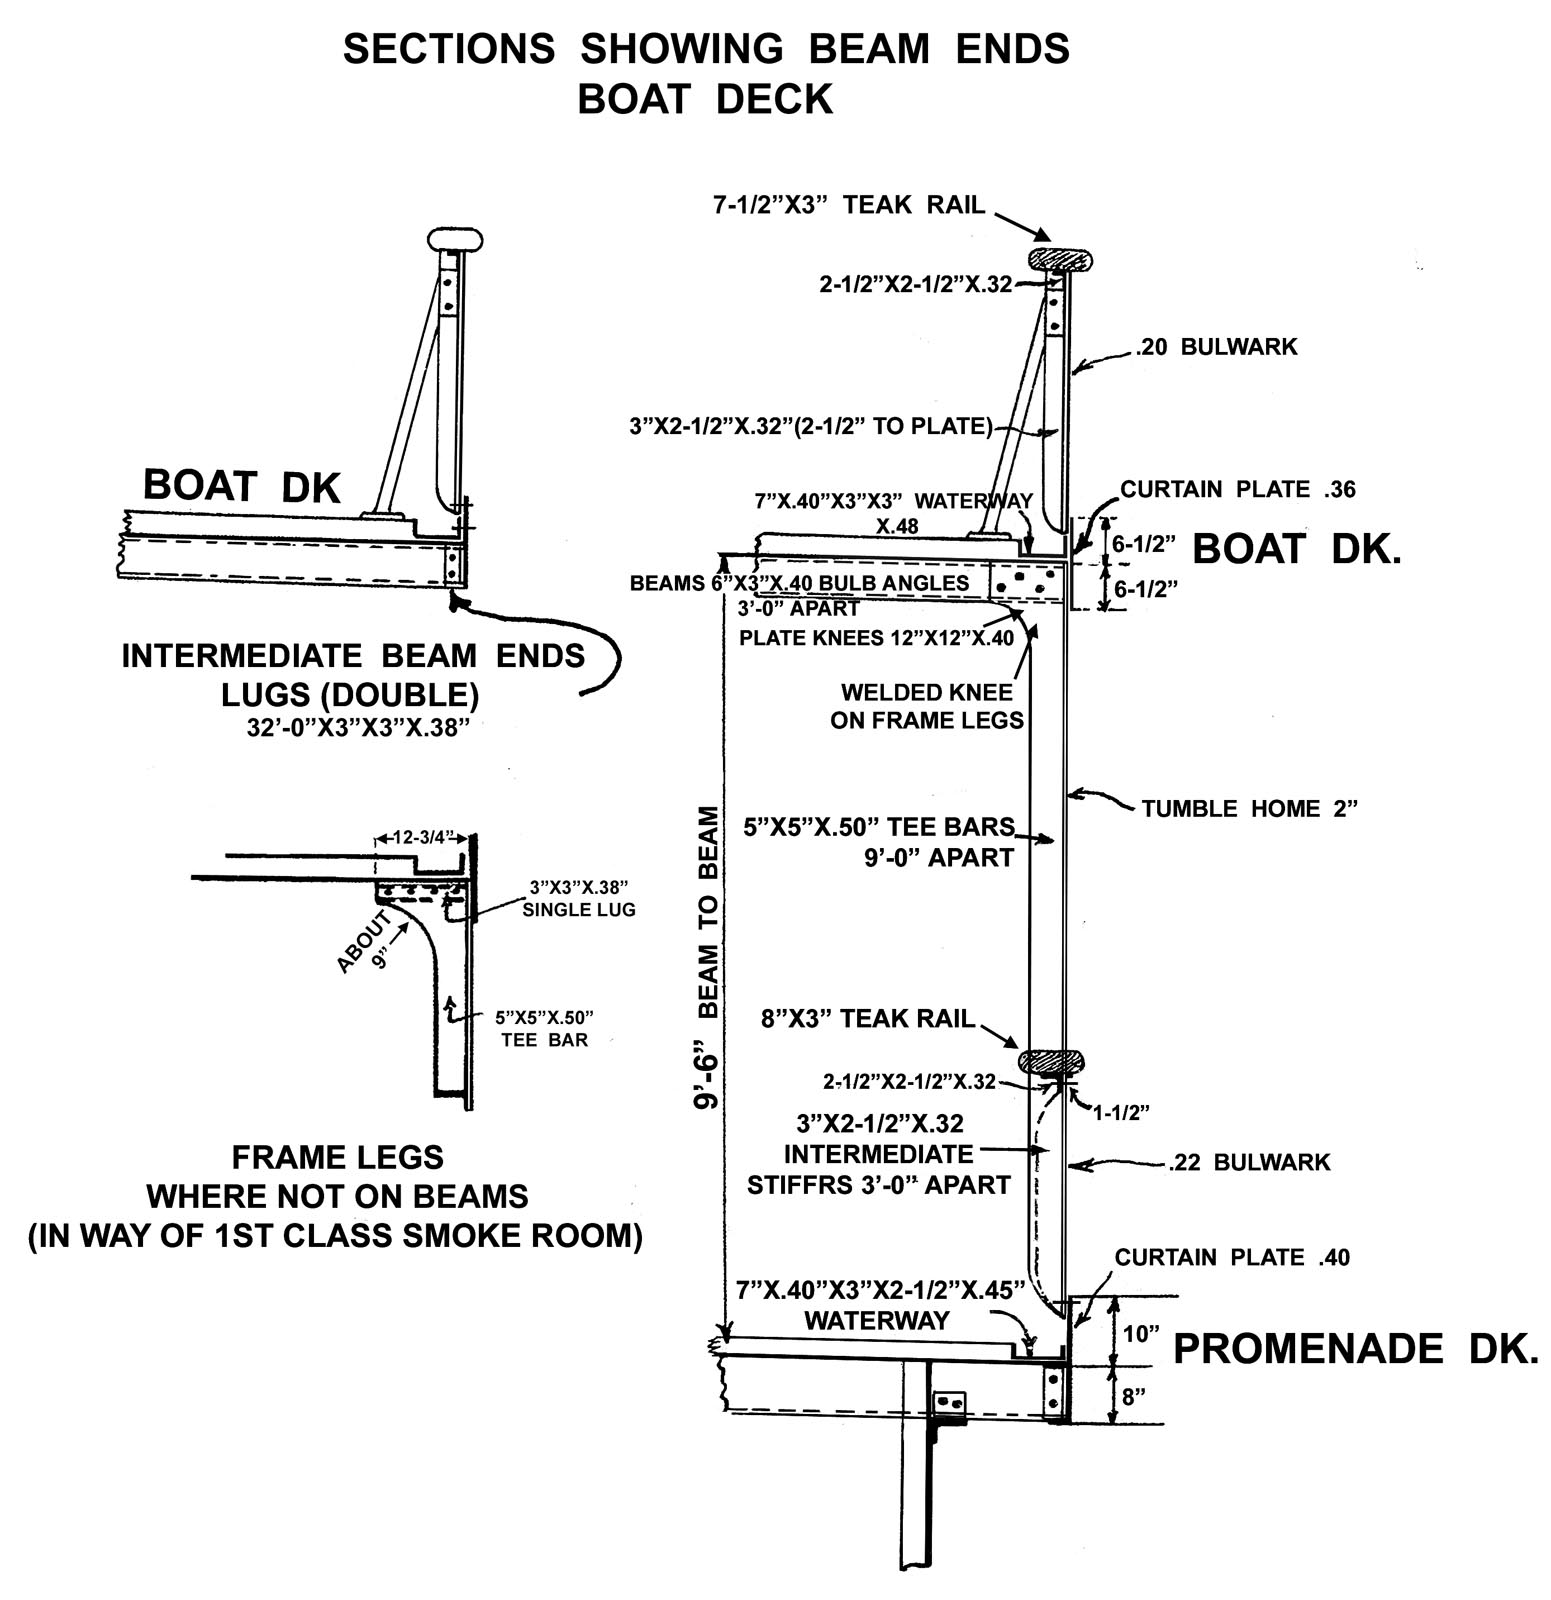 SECTIONS SHOWING BEAM ENDS
BOAT DECK
7-1/2”X3” TEAK RAIL
2-1/2”X2-1/2”X.32
.20 BULWARK
3”X2-1/2”X.32”(2-1/2” TO PLATE)
BOAT DK
7”X.40”X3”X3” WATERWAY
X.48
CURTAIN PLATE .36
6-1/2”
BOAT DK.
6-1/2”
BEAMS 6”X3”X.40 BULB ANGLES
3’-0” APART
PLATE KNEES 12”X12”X.40
INTERMEDIATE BEAM ENDS
LUGS (DOUBLE)
32’-0”X3”X3”X.38”
WELDED KNEE
ON FRAME LEGS
TUMBLE HOME 2”
5”X5”X.50” TEE BARS
9’-0” APART
9’-6” BEAM TO BEAM
12-3/4”
3”X3”X.38”
SINGLE LUG
ABOUT
9”
5”X5”X.50”
TEE BAR
FRAME LEGS
WHERE NOT ON BEAMS
(IN WAY OF 1ST CLASS SMOKE ROOM)
8”X3” TEAK RAIL
2-1/2”X2-1/2”X.32
1-1/2”
3”X2-1/2”X.32
INTERMEDIATE
STIFFRS 3’-0” APART
.22 BULWARK
CURTAIN PLATE .40
7”X.40”X3”X2-1/2”X.45”
WATERWAY
10”
PROMENADE DK.
8”